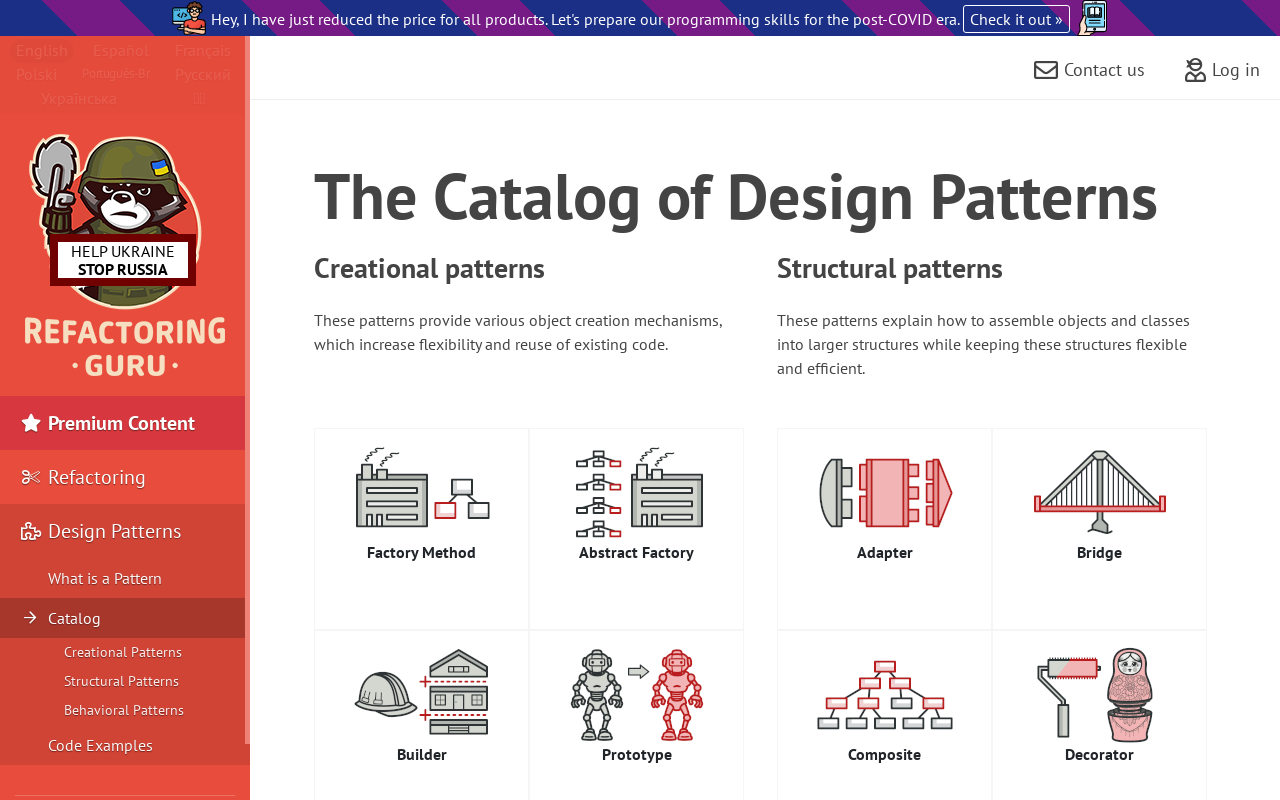 Hey, I have just reduced the price for all products. Let's prepare our programming skills for the post-COVID era. Check it out »
English Español Français
Polski Português-Br Русский
Українська
Contact us Log in
HELP UKRAINE
STOP RUSSIA
REFACTORING
· GURU ·
Premium Content
Refactoring
Design Patterns
What is a Pattern
Catalog
Creational Patterns
Structural Patterns
Behavioral Patterns
Code Examples
The Catalog of Design Patterns
Creational patterns
These patterns provide various object creation mechanisms,
which increase flexibility and reuse of existing code.
Factory Method
Abstract Factory
Builder
Prototype
Structural patterns
These patterns explain how to assemble objects and classes
into larger structures while keeping these structures flexible
and efficient.
Adapter
Bridge
Composite
Decorator